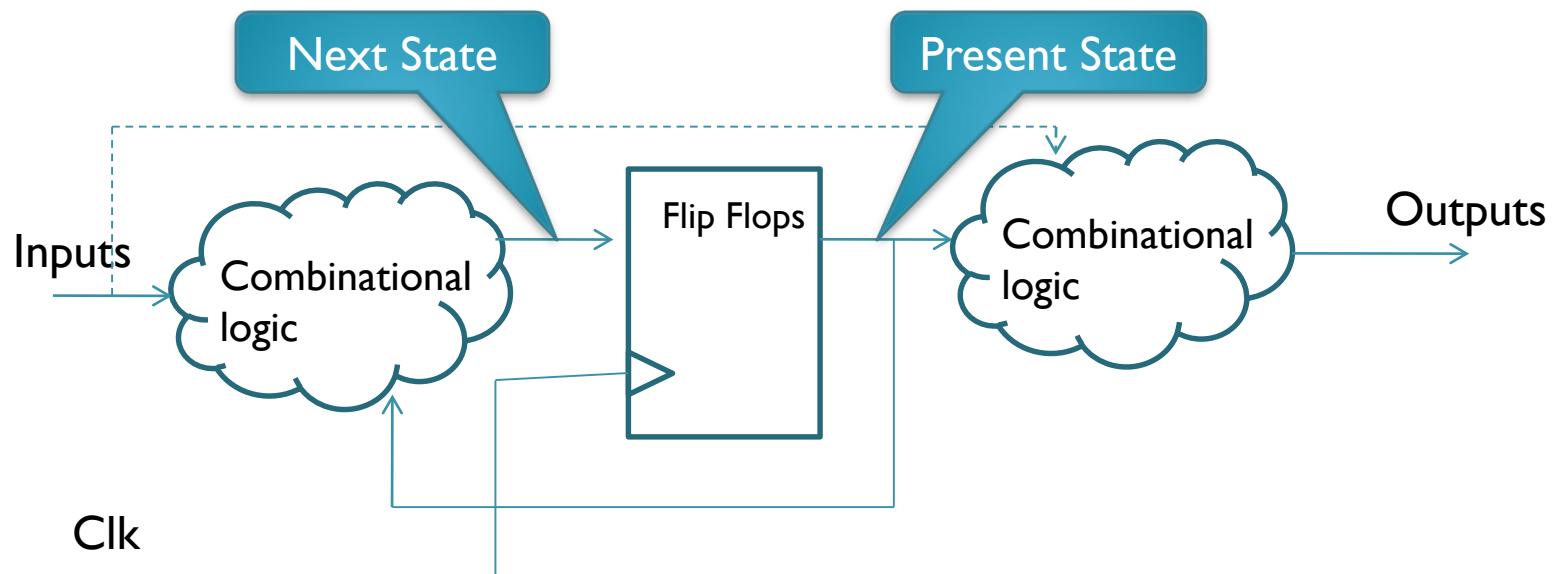 Next State
Present State
Flip Flops
Outputs
Inputs
Combinational
logic
Combinational
logic
Clk